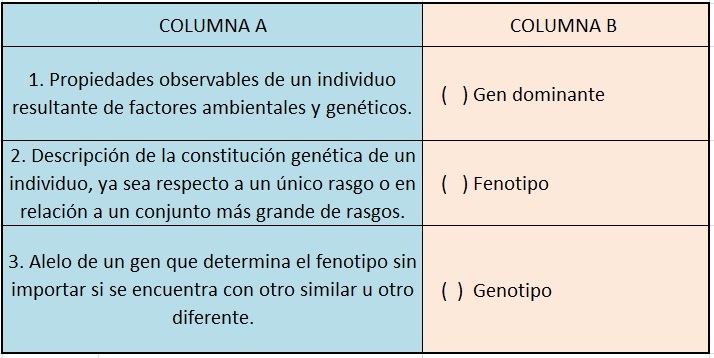 COLUMNA A
COLUMNA B
1. Propiedades observables de un individuo
resultante de factores ambientales y genéticos.
( ) Gen dominante
2. Descripción de la constitución genética de un
individuo, ya sea respecto a un único rasgo o en
relación a un conjunto más grande de rasgos.
( ) Fenotipo
3. Alelo de un gen que determina el fenotipo sin
importar si se encuentra con otro similar u otro
diferente.
( ) Genotipo